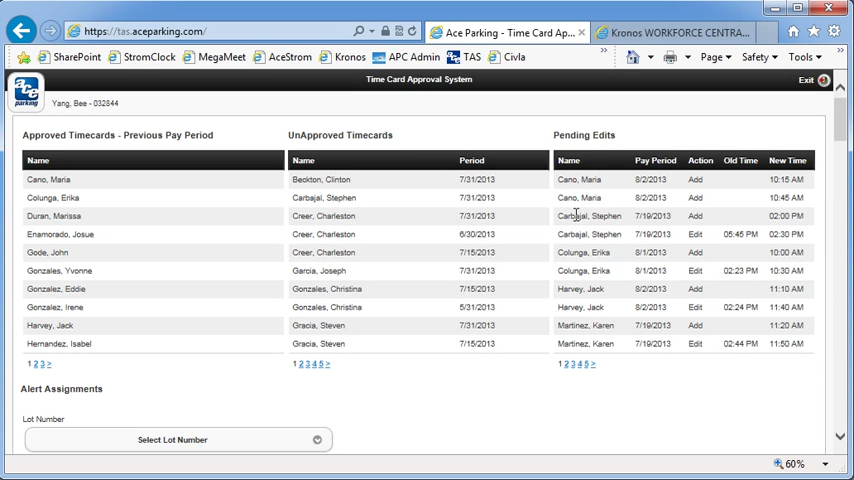 https://tas.aceparking.com/
Ace Parking - Time Card Ap...
Kronos WORKFORCE CENTRA...
SharePoint StromClock MegaMeet AceStrom Kronos APC Admin TAS Civla
Page Safety Tools
Time Card Approval System
Exit
ace parking
Yang, Bee - 032844
Approved Timecards - Previous Pay Period
Name
Cano, Maria
Colunga, Erika
Duran, Marissa
Enamorado, Josue
Gode, John
Gonzales, Yvonne
Gonzalez, Eddie
Gonzalez, Irene
Harvey, Jack
Hernandez, Isabel
1 2 3 >
UnApproved Timecards
Name Period
Beckton, Clinton 7/31/2013
Carbajal, Stephen 7/31/2013
Creer, Charleston 7/31/2013
Creer, Charleston 6/30/2013
Creer, Charleston 7/15/2013
Garcia, Joseph 7/31/2013
Gonzales, Christina 7/15/2013
Gonzales, Christina 5/31/2013
Gracia, Steven 7/31/2013
Gracia, Steven 7/15/2013
1 2 3 4 5 >
Pending Edits
Name Pay Period Action Old Time New Time
Cano, Maria 8/2/2013 Add 10:15 AM
Cano, Maria 8/2/2013 Add 10:45 AM
Carbajal, Stephen 7/19/2013 Add 02:00 PM
Carbajal, Stephen 7/19/2013 Edit 05:45 PM 02:30 PM
Colunga, Erika 8/1/2013 Add 10:00 AM
Colunga, Erika 8/1/2013 Edit 02:23 PM 10:30 AM
Harvey, Jack 8/2/2013 Add 11:10 AM
Harvey, Jack 8/2/2013 Edit 02:24 PM 11:40 AM
Martinez, Karen 7/19/2013 Add 11:20 AM
Martinez, Karen 7/19/2013 Edit 02:44 PM 11:50 AM
1 2 3 4 5 >
Alert Assignments
Lot Number
Select Lot Number
60%